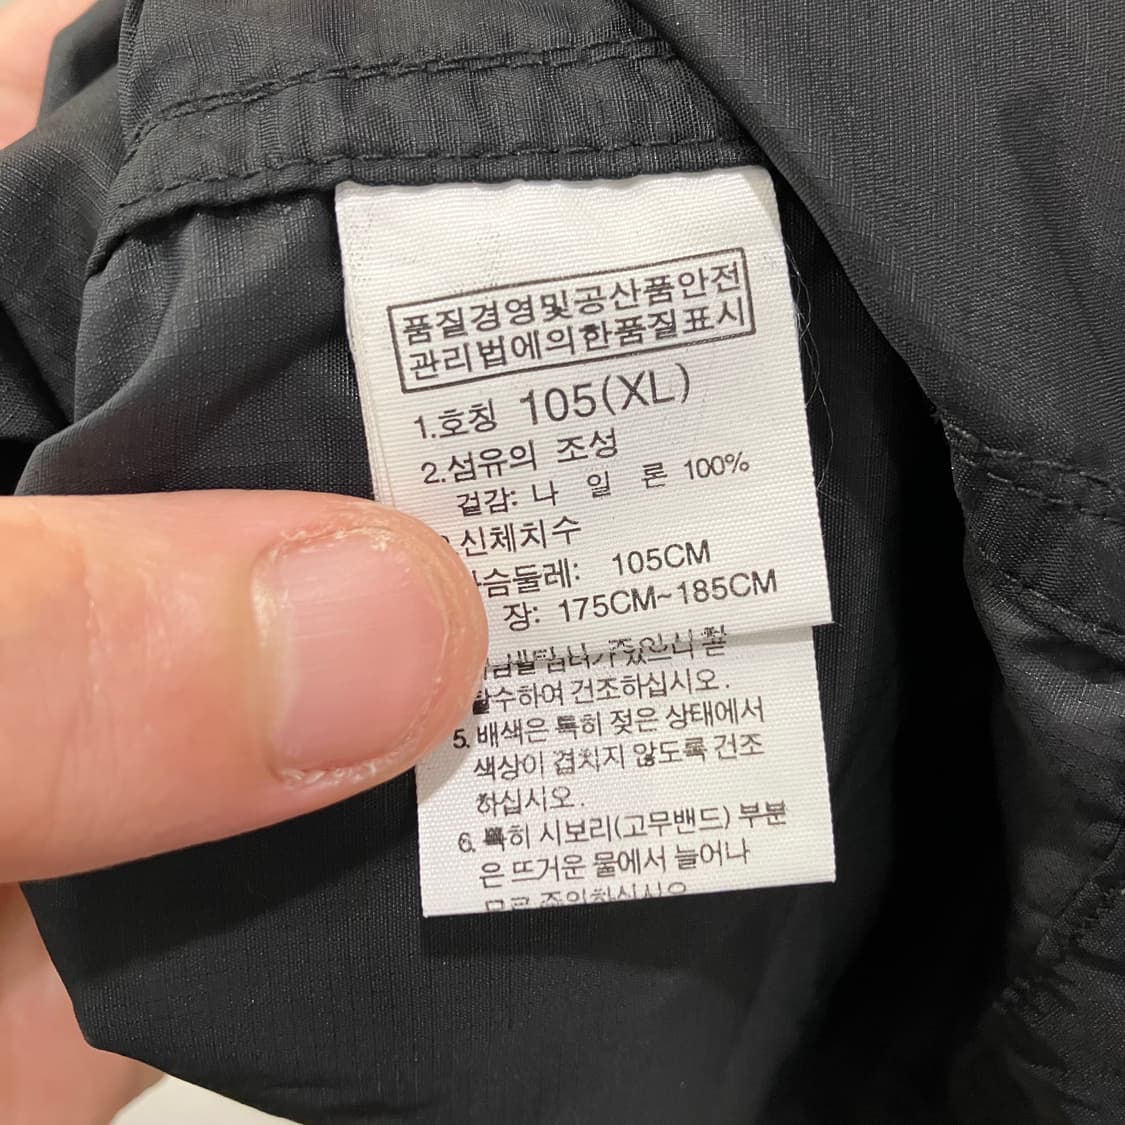 품질경영및공산품안전
관리법에의한품질표시
1.호칭 105(XL)
2.섬유의 조성
겉감: 나 일 론 100%
.신체치수
슴둘레: 105CM
장: 175CM~185CM
탈수하여 건조하십시오.
5. 배색은 특히 젖은 상태에서
색상이 겹치지 않도록 건조
하십시오.
6. 특히 시보리(고무밴드) 부분
은 뜨거운 물에서 늘어나